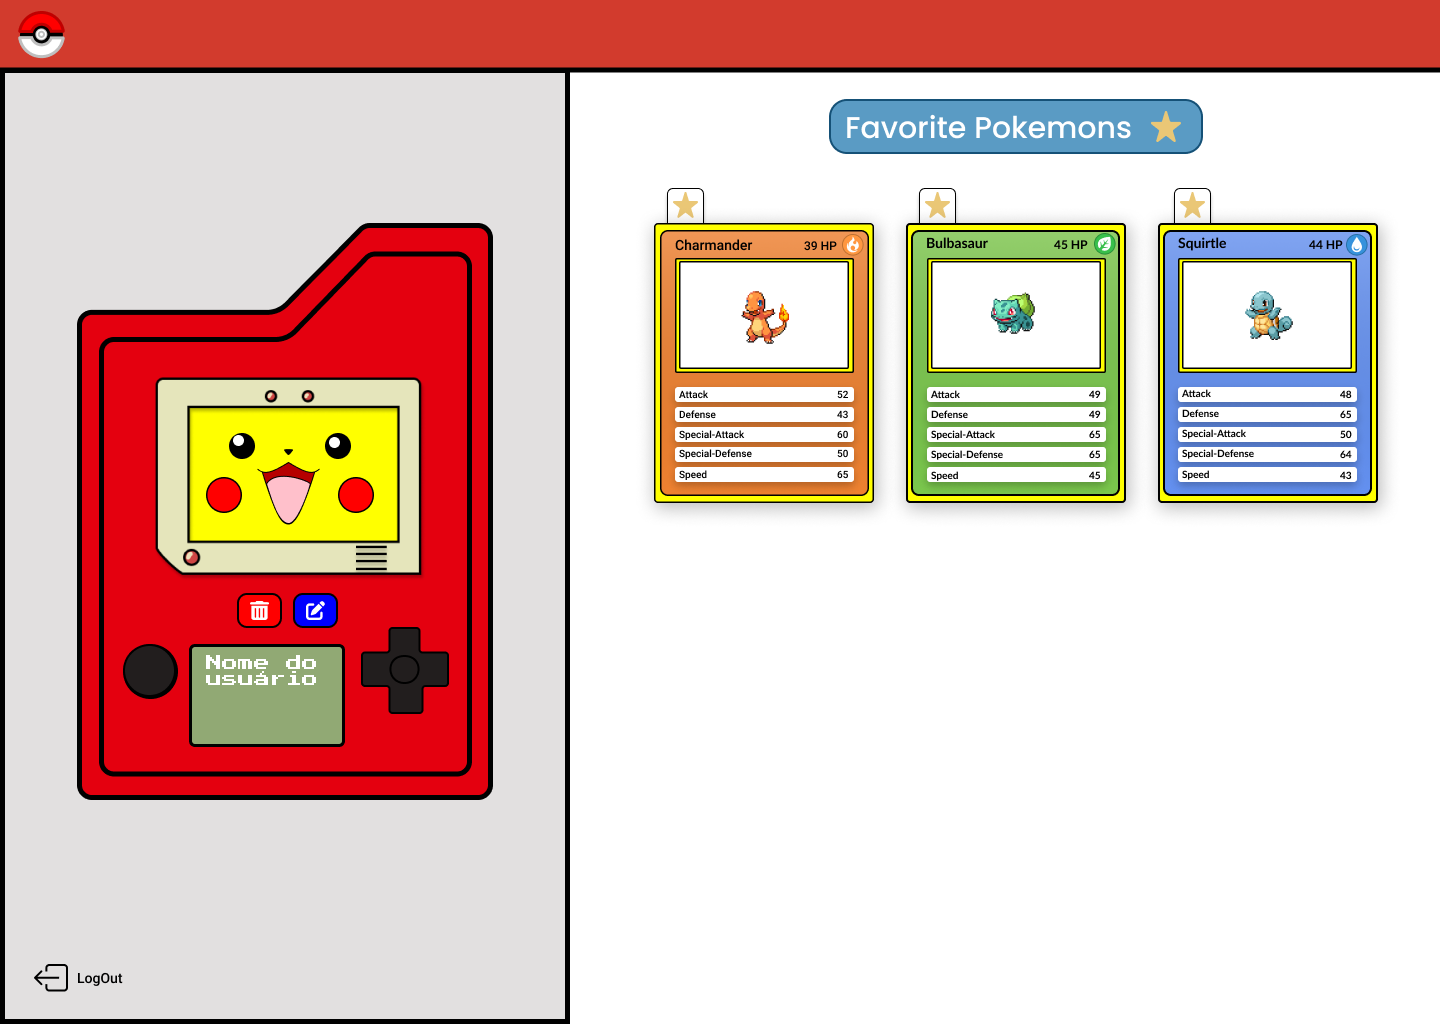 Favorite Pokemons
Charmander 39 HP
Attack 52
Defense 43
Special-Attack 60
Special-Defense 50
Speed 65
Bulbasaur 45 HP
Attack 49
Defense 49
Special-Attack 65
Special-Defense 65
Speed 45
Squirtle 44 HP
Attack 48
Defense 65
Special-Attack 50
Special-Defense 64
Speed 43
Nome do
usuário
LogOut